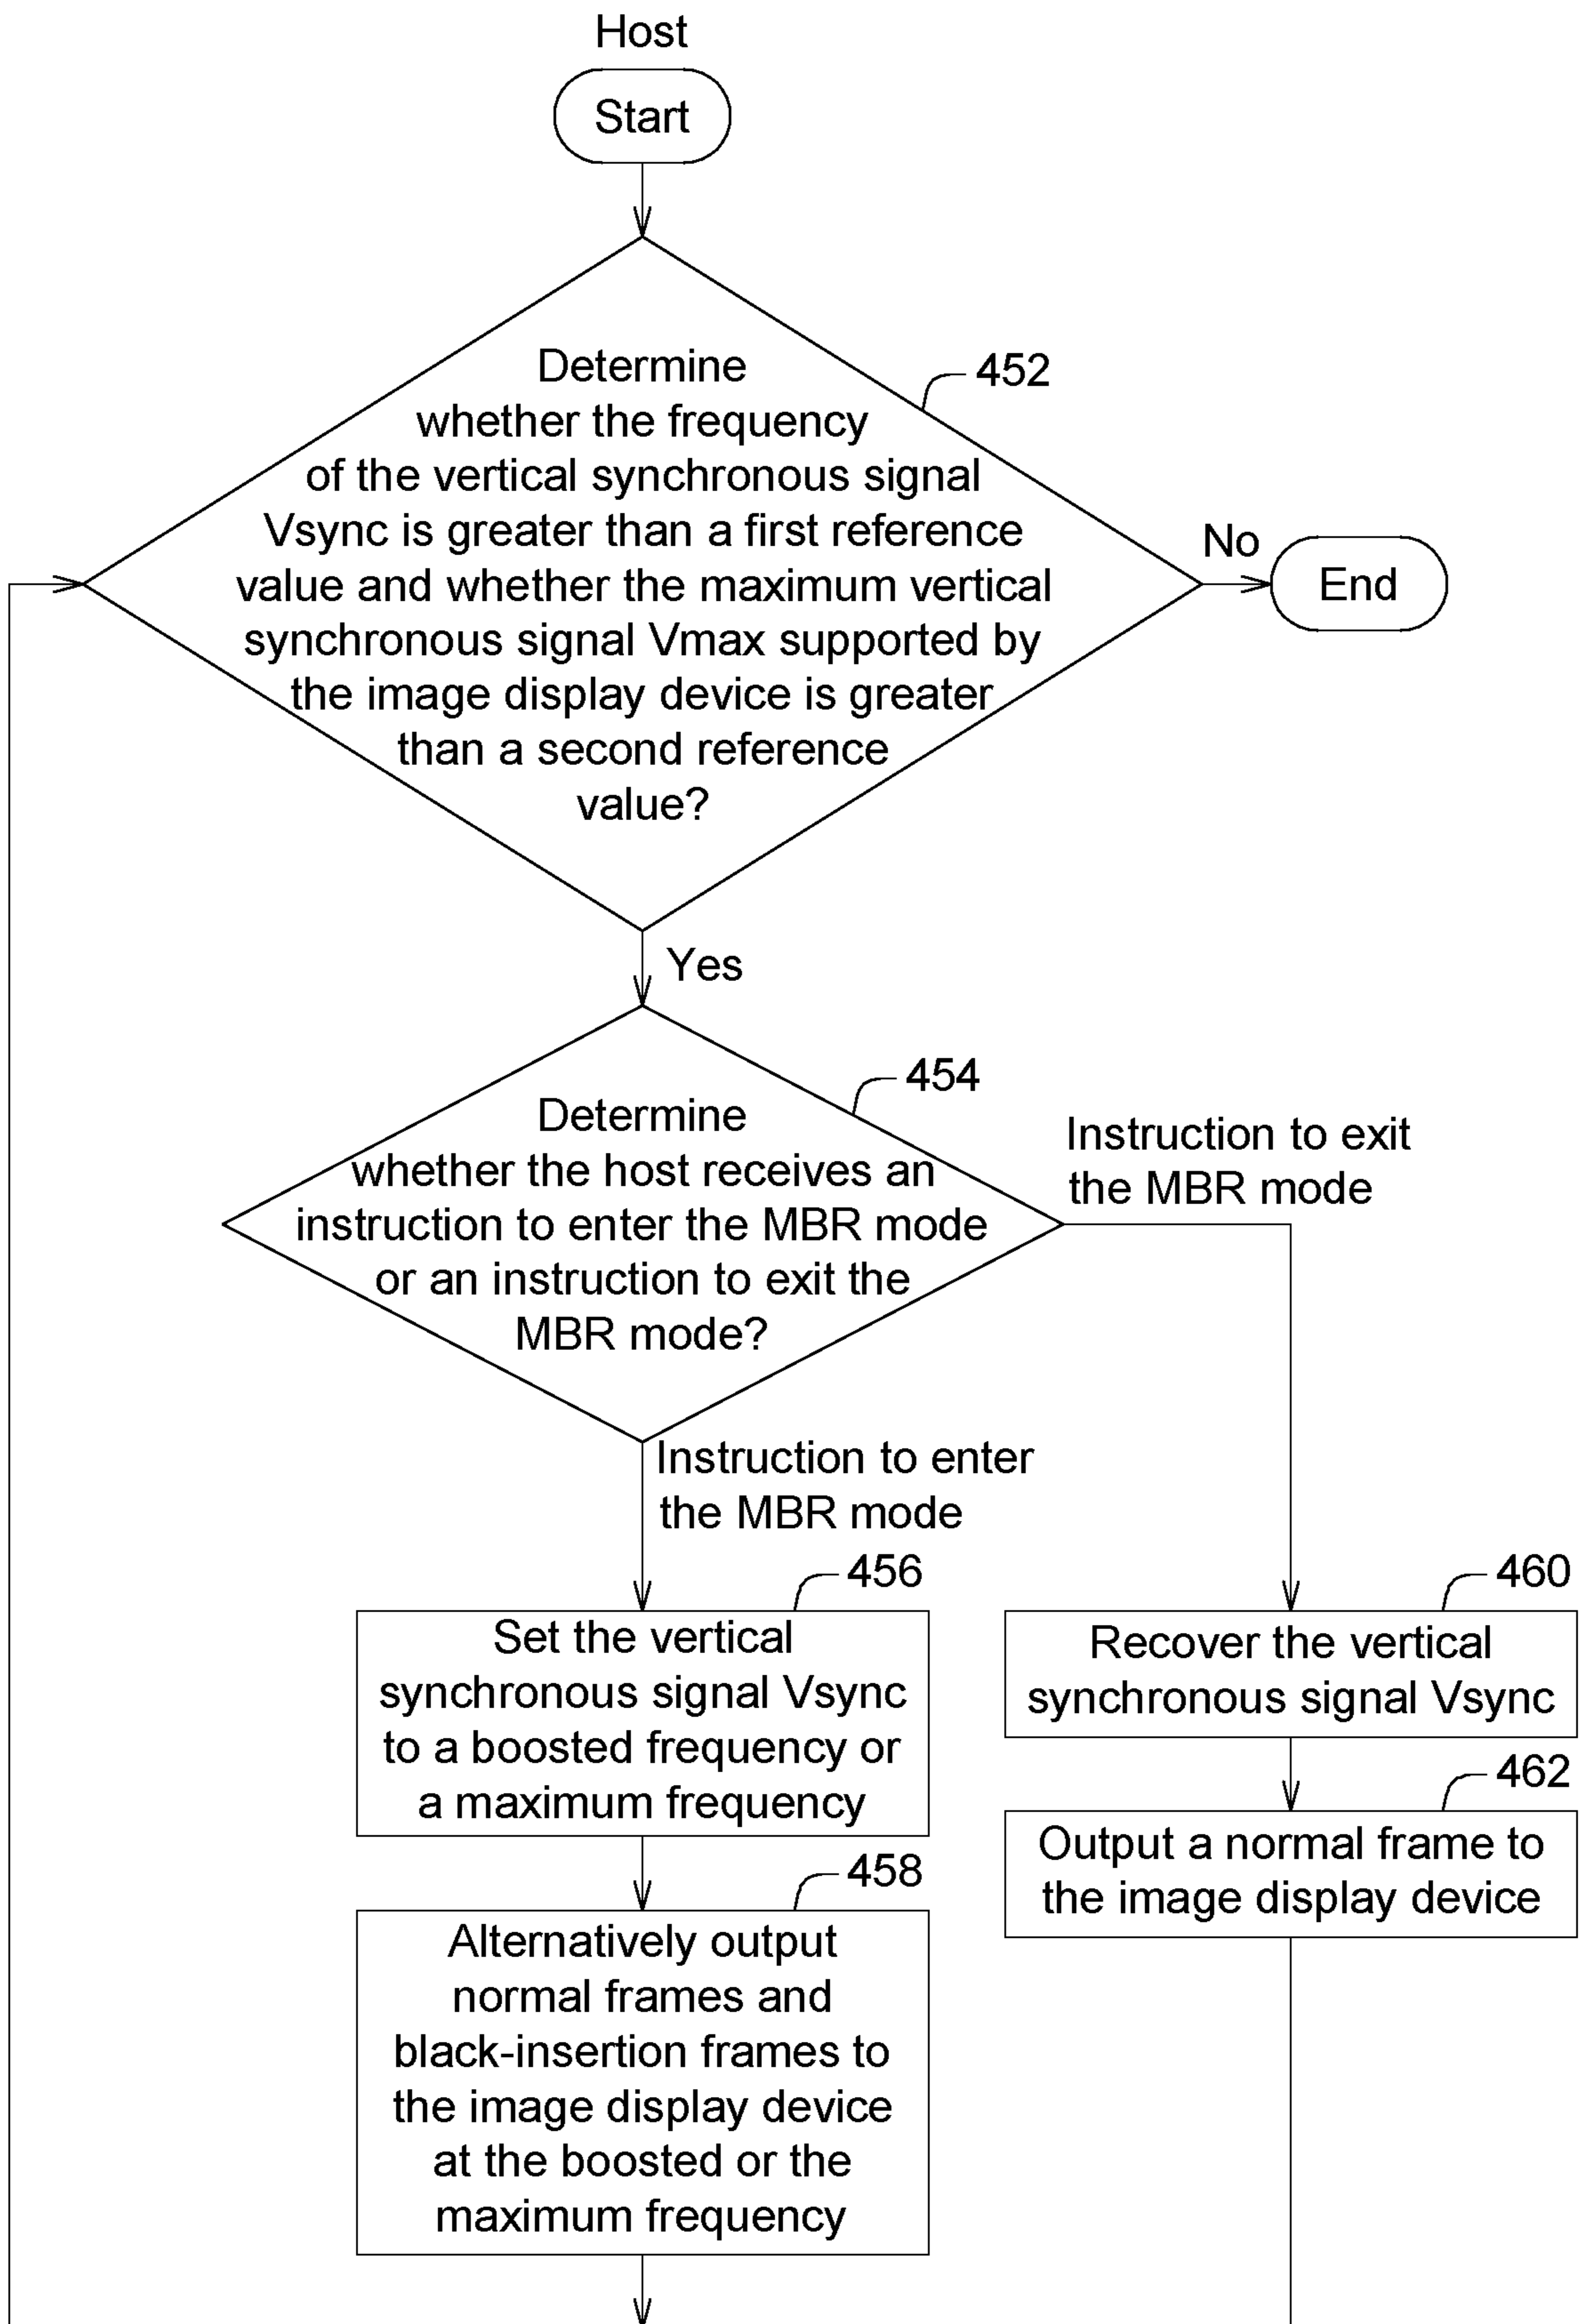 Host
Start
Determine
452
whether the frequency
of the vertical synchronous signal
Vsync is greater than a first reference
value and whether the maximum vertical
synchronous signal Vmax supported by
the image display device is greater
than a second reference
value?
No
End
Yes
454
Determine
whether the host receives an
instruction to enter the MBR mode
or an instruction to exit the
MBR mode?
Instruction to exit
the MBR mode
Instruction to enter
the MBR mode
456
Set the vertical
synchronous signal Vsync
to a boosted frequency or
a maximum frequency
460
Recover the vertical
synchronous signal Vsync
462
Output a normal frame to
the image display device
458
Alternatively output
normal frames and
black-insertion frames to
the image display device
at the boosted or the
maximum frequency